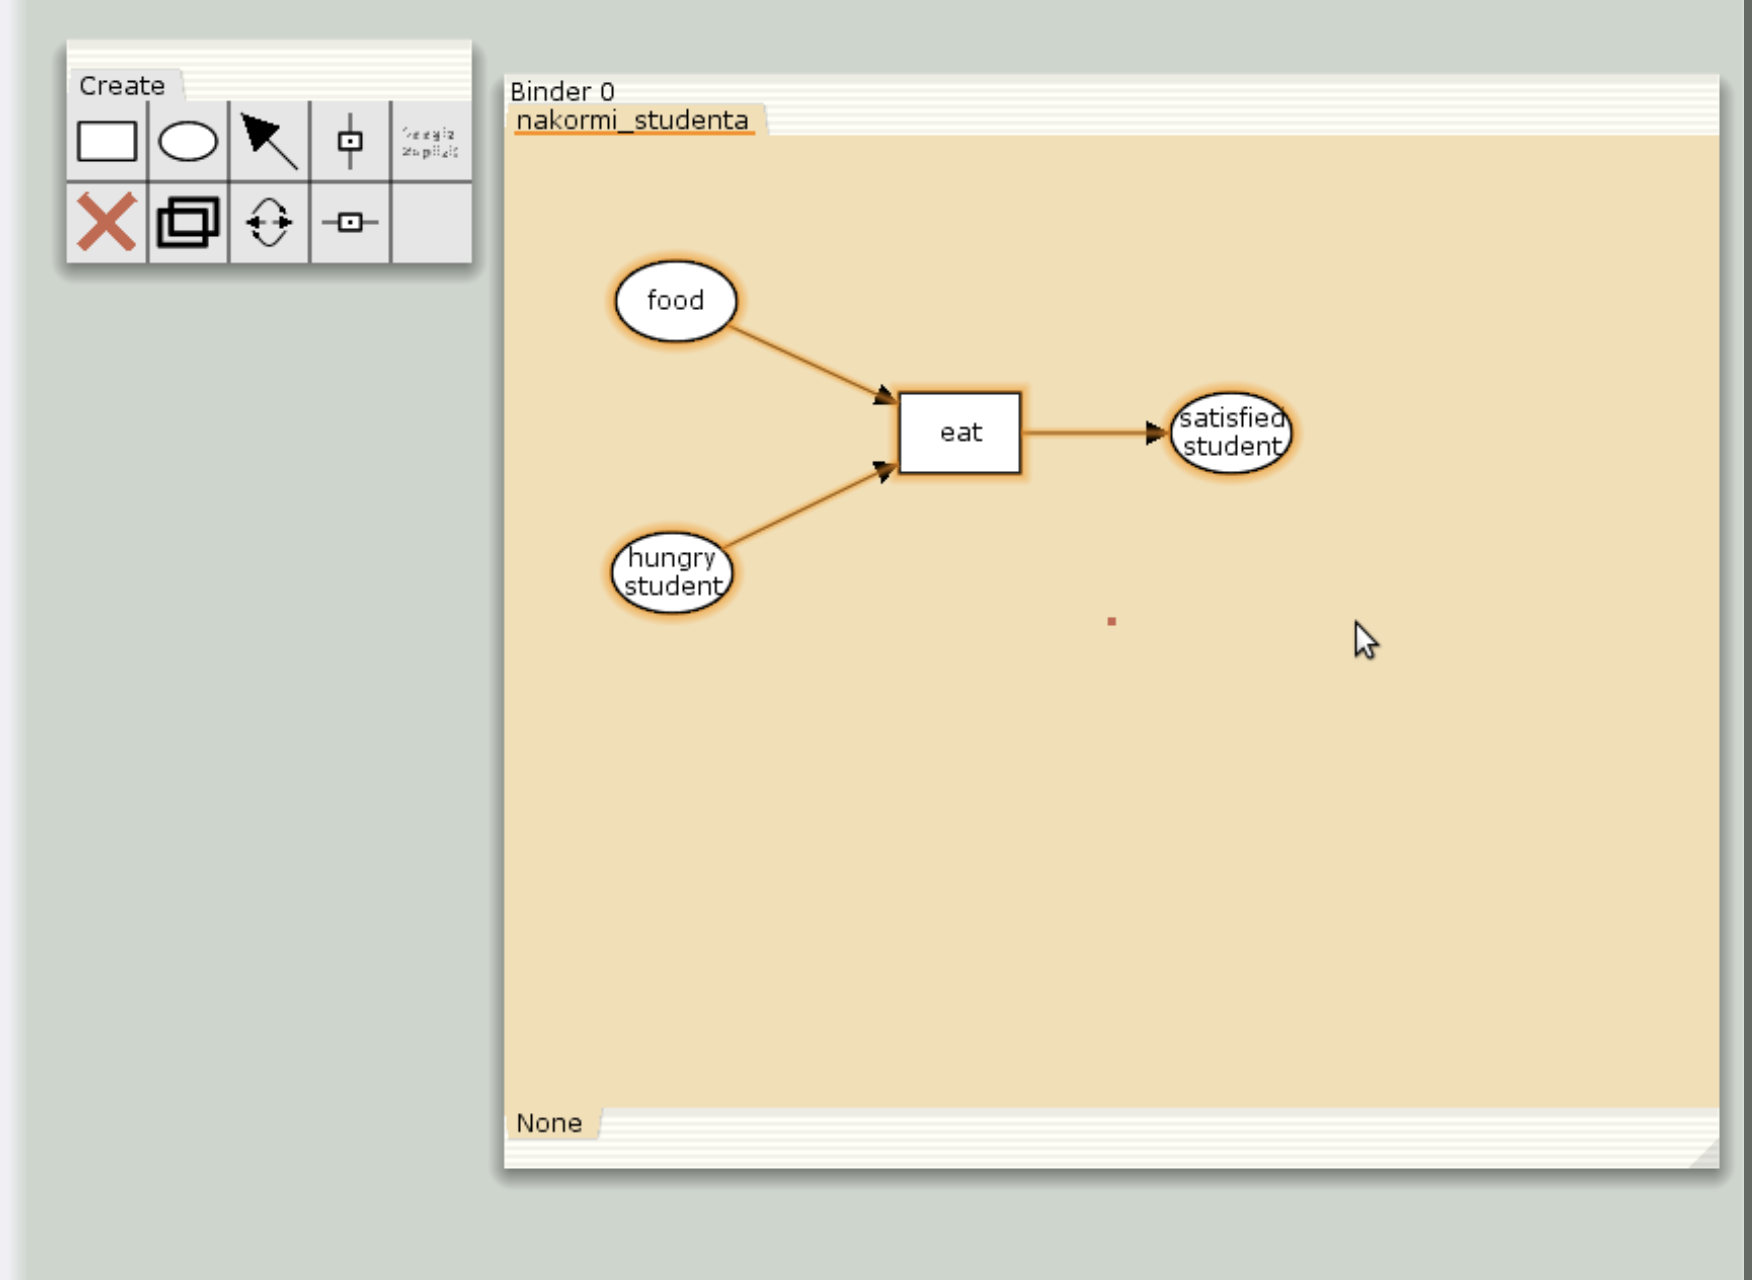 Create
Binder 0
nakormi_studenta
food
eat
satisfied
student
hungry
student
None